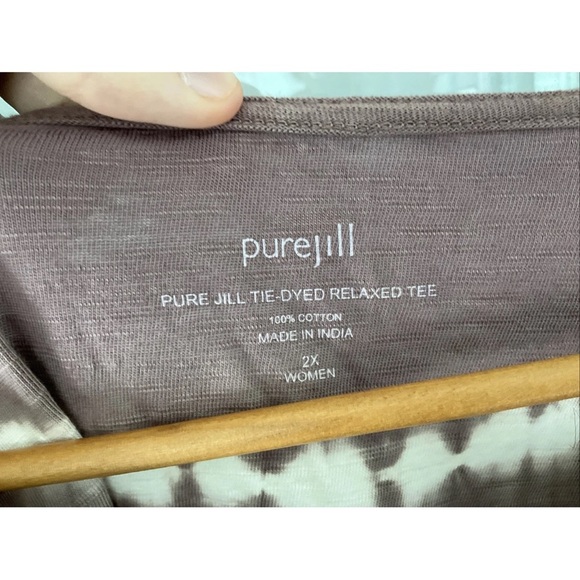 purejill
PURE JILL TIE-DYED RELAXED TEE
100% COTTON
MADE IN INDIA
2X
WOMEN